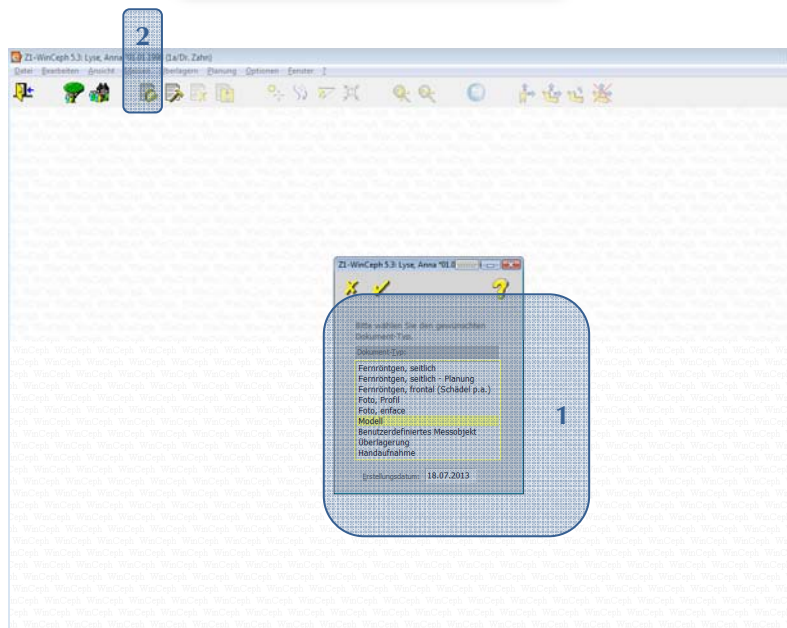 2
Z1-WinCeph 5.3: Lyse, Anna *01.01.1990 (1a/Dr. Zahn)
Datei Bearbeiten Ansicht Messen Überlagern Planung Optionen Fenster ?
Z1-WinCeph 5.3: Lyse, Anna *01.0
Bitte wählen Sie den gewünschten
Dokument-Typ.
Dokument-Typ:
Fernröntgen, seitlich
Fernröntgen, seitlich - Planung
Fernröntgen, frontal (Schädel p.a.)
Foto, Profil
Foto, enface
Modell
Benutzerdefiniertes Messobjekt
Überlagerung
Handaufnahme
Erstellungsdatum: 18.07.2013
1